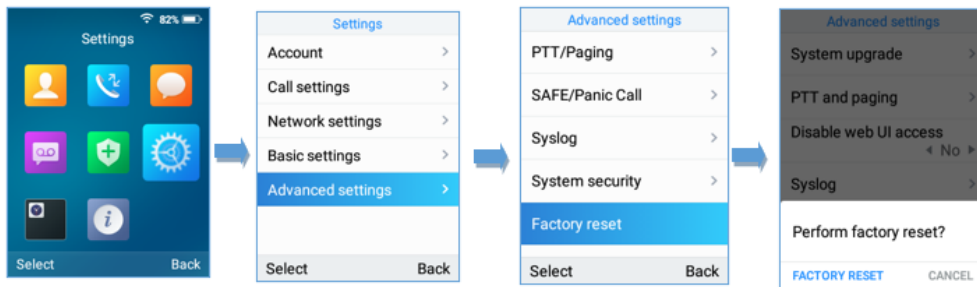 82%
Settings
Select Back
Settings
Account
Call settings
Network settings
Basic settings
Advanced settings
Select Back
Advanced settings
PTT/Paging
SAFE/Panic Call
Syslog
System security
Factory reset
Select Back
Advanced settings
System upgrade
PTT and paging
Disable web UI access
No
Syslog
Perform factory reset?
FACTORY RESET CANCEL